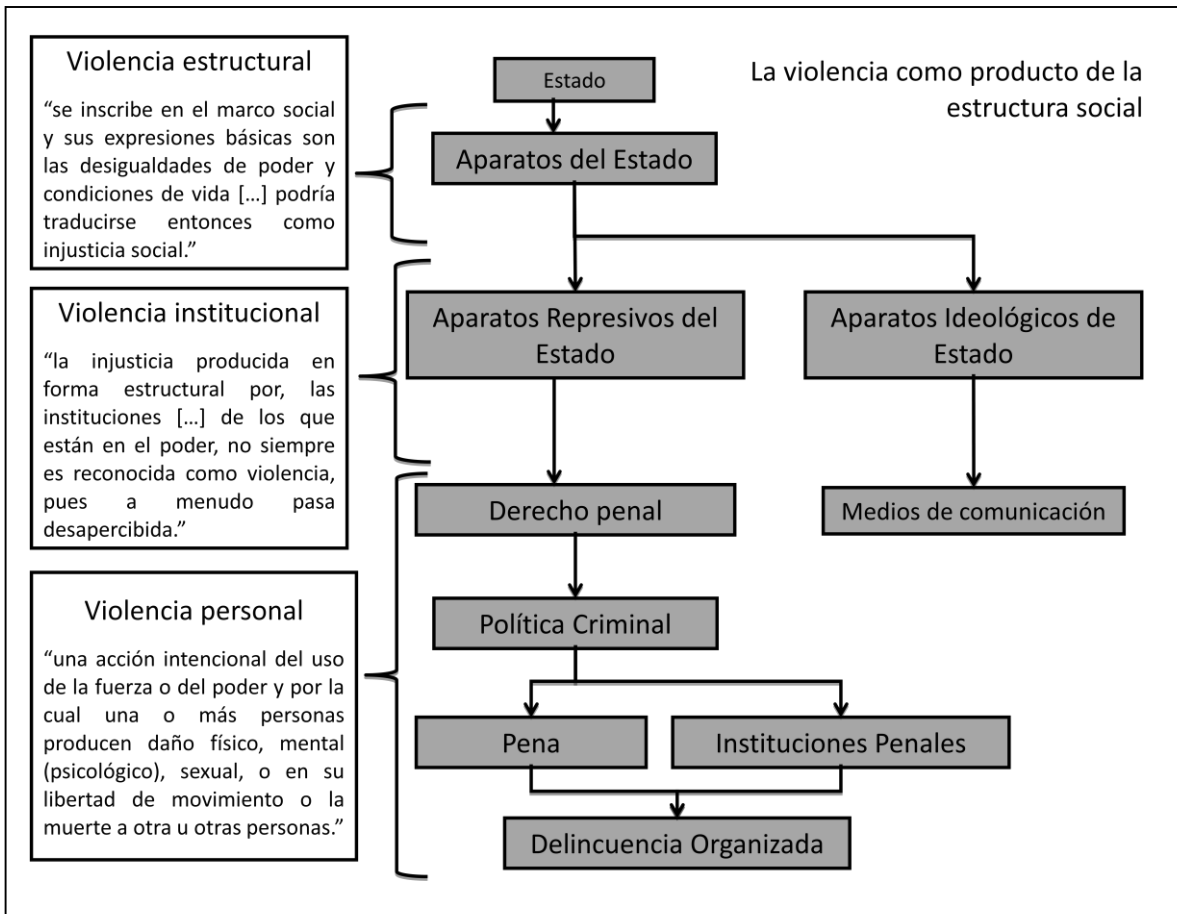 La violencia como producto de la
estructura social
Violencia estructural
“se inscribe en el marco social
y sus expresiones básicas son
las desigualdades de poder y
condiciones de vida [...] podría
traducirse entonces como
injusticia social.”
Violencia institucional
“la injusticia producida en
forma estructural por, las
instituciones [...] de los que
están en el poder, no siempre
es reconocida como violencia,
pues a menudo pasa
desapercibida.”
Violencia personal
“una acción intencional del uso
de la fuerza o del poder y por la
cual una o más personas
producen daño físico, mental
(psicológico), sexual, o en su
libertad de movimiento o la
muerte a otra u otras personas.”
Estado
Aparatos del Estado
Aparatos Represivos del
Estado
Aparatos Ideológicos de
Estado
Derecho penal
Medios de comunicación
Política Criminal
Pena
Instituciones Penales
Delincuencia Organizada